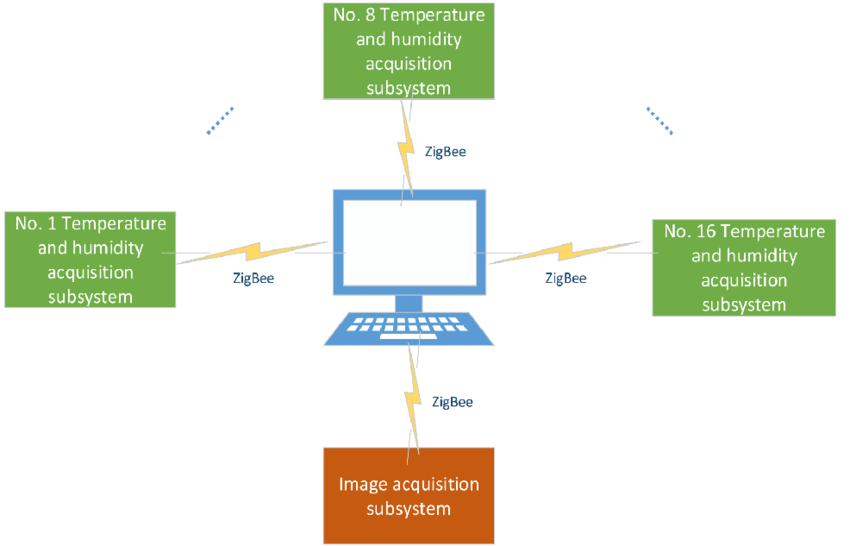 No. 8 Temperature
and humidity
acquisition
subsystem
ZigBee
No. 1 Temperature
and humidity
acquisition
subsystem
ZigBee
ZigBee
No. 16 Temperature
and humidity
acquisition
subsystem
ZigBee
Image acquisition
subsystem